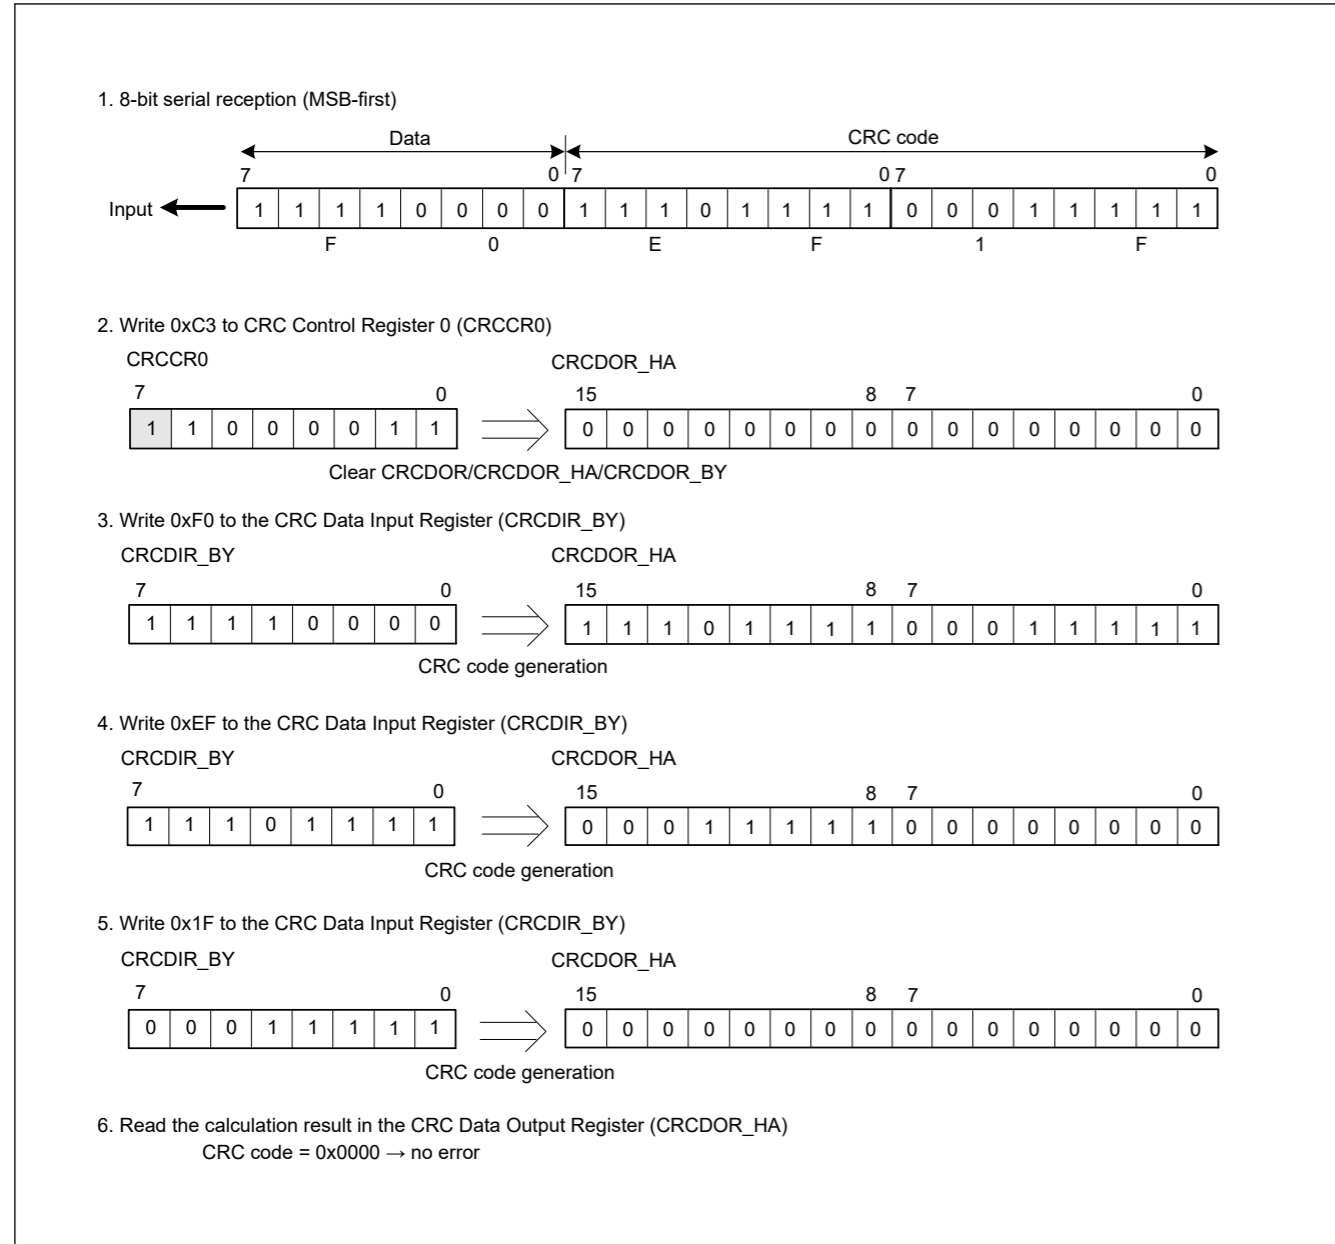 1. 8-bit serial reception (MSB-first)
Data CRC code
7 0 7 0 7 0
Input 1 1 1 1 0 0 0 0 1 1 1 0 1 1 1 1 0 0 0 1 1 1 1 1
F 0 E F 1 F
2. Write 0xC3 to CRC Control Register 0 (CRCCR0)
CRCCR0 CRCDOR_HA
7 0 15 8 7 0
1 1 0 0 0 0 1 1 0 0 0 0 0 0 0 0 0 0 0 0 0 0 0 0
Clear CRCDOR/CRCDOR_HA/CRCDOR_BY
3. Write 0xF0 to the CRC Data Input Register (CRCDIR_BY)
CRCDIR_BY CRCDOR_HA
7 0 15 8 7 0
1 1 1 1 0 0 0 0 1 1 1 0 1 1 1 1 0 0 0 1 1 1 1 1
CRC code generation
4. Write 0xEF to the CRC Data Input Register (CRCDIR_BY)
CRCDIR_BY CRCDOR_HA
7 0 15 8 7 0
1 1 1 0 1 1 1 1 0 0 0 1 1 1 1 1 0 0 0 0 0 0 0 0
CRC code generation
5. Write 0x1F to the CRC Data Input Register (CRCDIR_BY)
CRCDIR_BY CRCDOR_HA
7 0 15 8 7 0
0 0 0 1 1 1 1 1 0 0 0 0 0 0 0 0 0 0 0 0 0 0 0 0
CRC code generation
6. Read the calculation result in the CRC Data Output Register (CRCDOR_HA)
CRC code = 0x0000 → no error